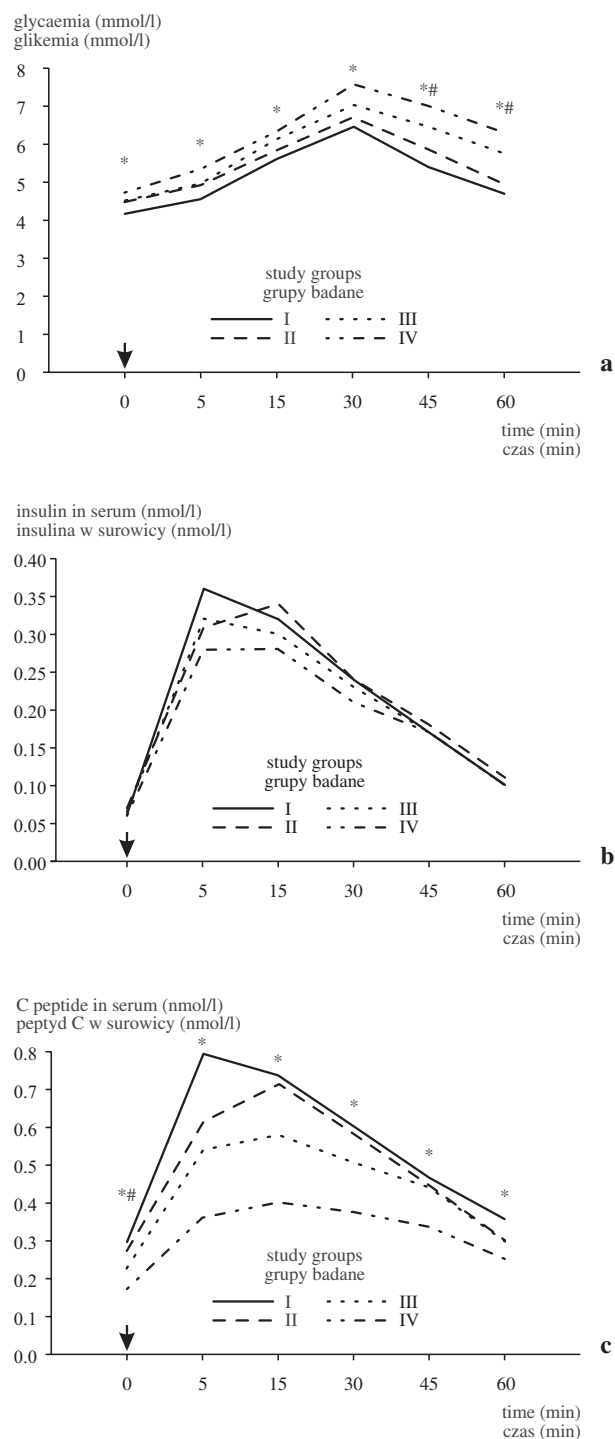 glycaemia (mmol/l)
glikemia (mmol/l)
8
7
6
5
4
3
2
1
0
* * * * *# *#
study groups
grupy badane
I III
II IV
a
0 5 15 30 45 60
time (min)
czas (min)
insulin in serum (nmol/l)
insulina w surowicy (nmol/l)
0.40
0.35
0.30
0.25
0.20
0.15
0.10
0.05
0.00
study groups
grupy badane
I III
II IV
b
0 5 15 30 45 60
time (min)
czas (min)
C peptide in serum (nmol/l)
peptyd C w surowicy (nmol/l)
0.8
0.7
0.6
0.5
0.4
0.3
0.2
0.1
0.0
*# * * * * *
study groups
grupy badane
I III
II IV
c
0 5 15 30 45 60
time (min)
czas (min)